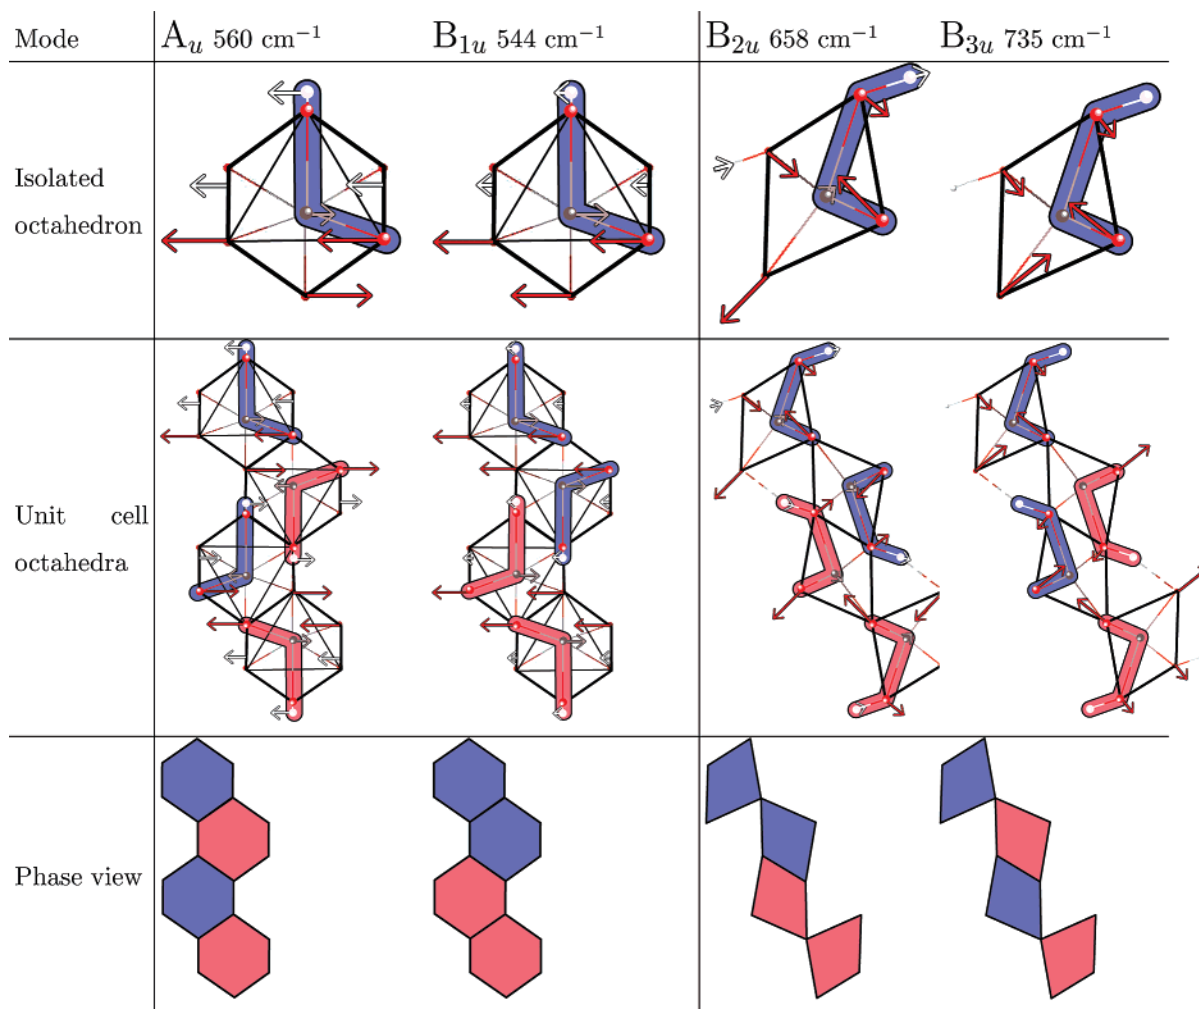 Mode A_u 560 cm⁻¹ B_1u 544 cm⁻¹ B_2u 658 cm⁻¹ B_3u 735 cm⁻¹
Isolated
octahedron
Unit cell
octahedra
Phase view